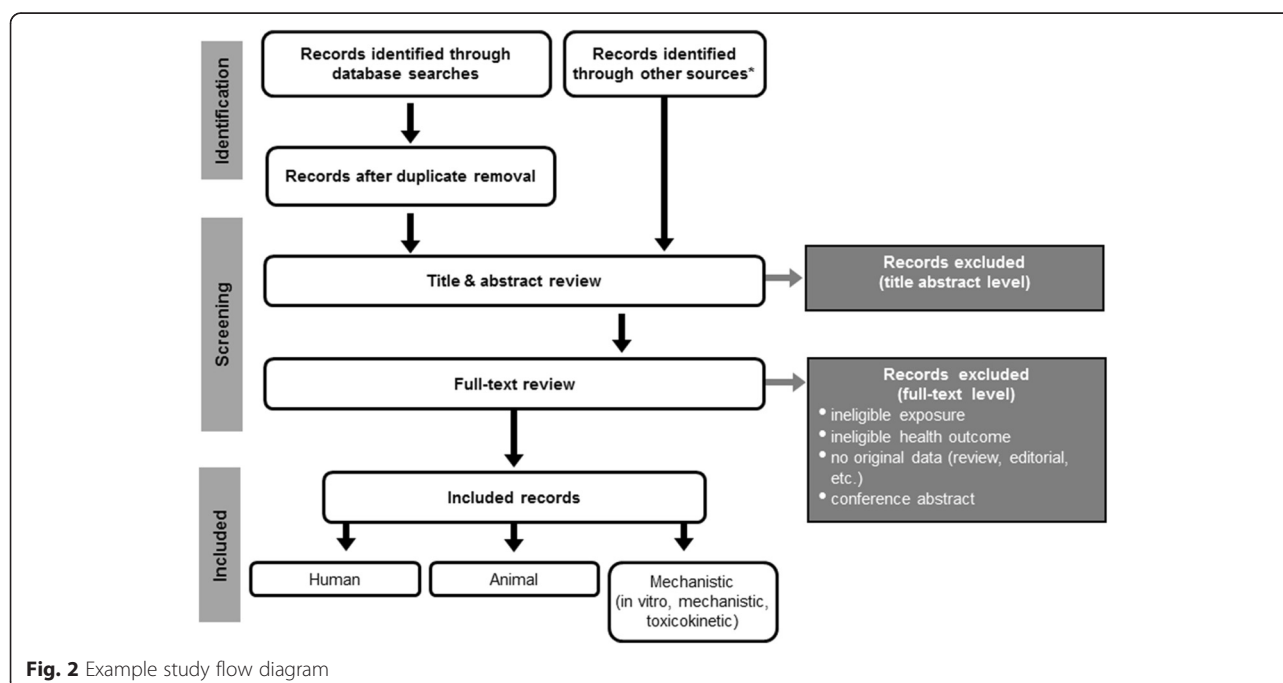 Identification
Records identified through
database searches
Records identified
through other sources*
Records after duplicate removal
Screening
Title & abstract review
Records excluded
(title abstract level)
Full-text review
Records excluded
(full-text level)
• ineligible exposure
• ineligible health outcome
• no original data (review, editorial,
etc.)
• conference abstract
Included
Included records
Human
Animal
Mechanistic
(in vitro, mechanistic,
toxicokinetic)
Fig. 2 Example study flow diagram